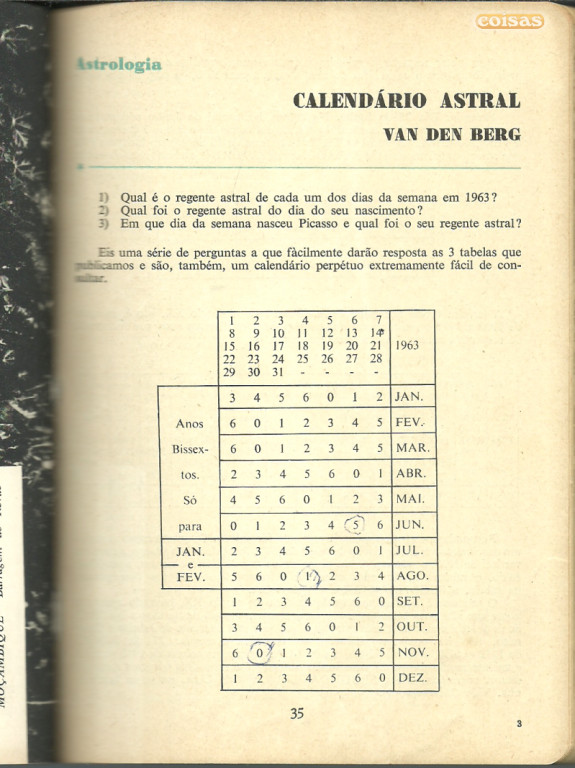 coisas
Astrologia
CALENDÁRIO ASTRAL
VAN DEN BERG
1) Qual é o regente astral de cada um dos dias da semana em 1963?
2) Qual foi o regente astral do dia do seu nascimento?
3) Em que dia da semana nasceu Picasso e qual foi o seu regente astral?
Eis uma série de perguntas a que fàcilmente darão resposta as 3 tabelas que
publicamos e são, também, um calendário perpétuo extremamente fácil de con-
sultar.
1 2 3 4 5 6 7
8 9 10 11 12 13 14
15 16 17 18 19 20 21 1963
22 23 24 25 26 27 28
29 30 31 - - - -
3 4 5 6 0 1 2 JAN.
Anos 6 0 1 2 3 4 5 FEV.
Bissex- 6 0 1 2 3 4 5 MAR.
tos. 2 3 4 5 6 0 1 ABR.
Só 4 5 6 0 1 2 3 MAI.
para 0 1 2 3 4 5 6 JUN.
JAN. 2 3 4 5 6 0 1 JUL.
e
FEV. 5 6 0 1 2 3 4 AGO.
1 2 3 4 5 6 0 SET.
3 4 5 6 0 1 2 OUT.
6 0 1 2 3 4 5 NOV.
1 2 3 4 5 6 0 DEZ.
35
3
MOÇAMBIQUE